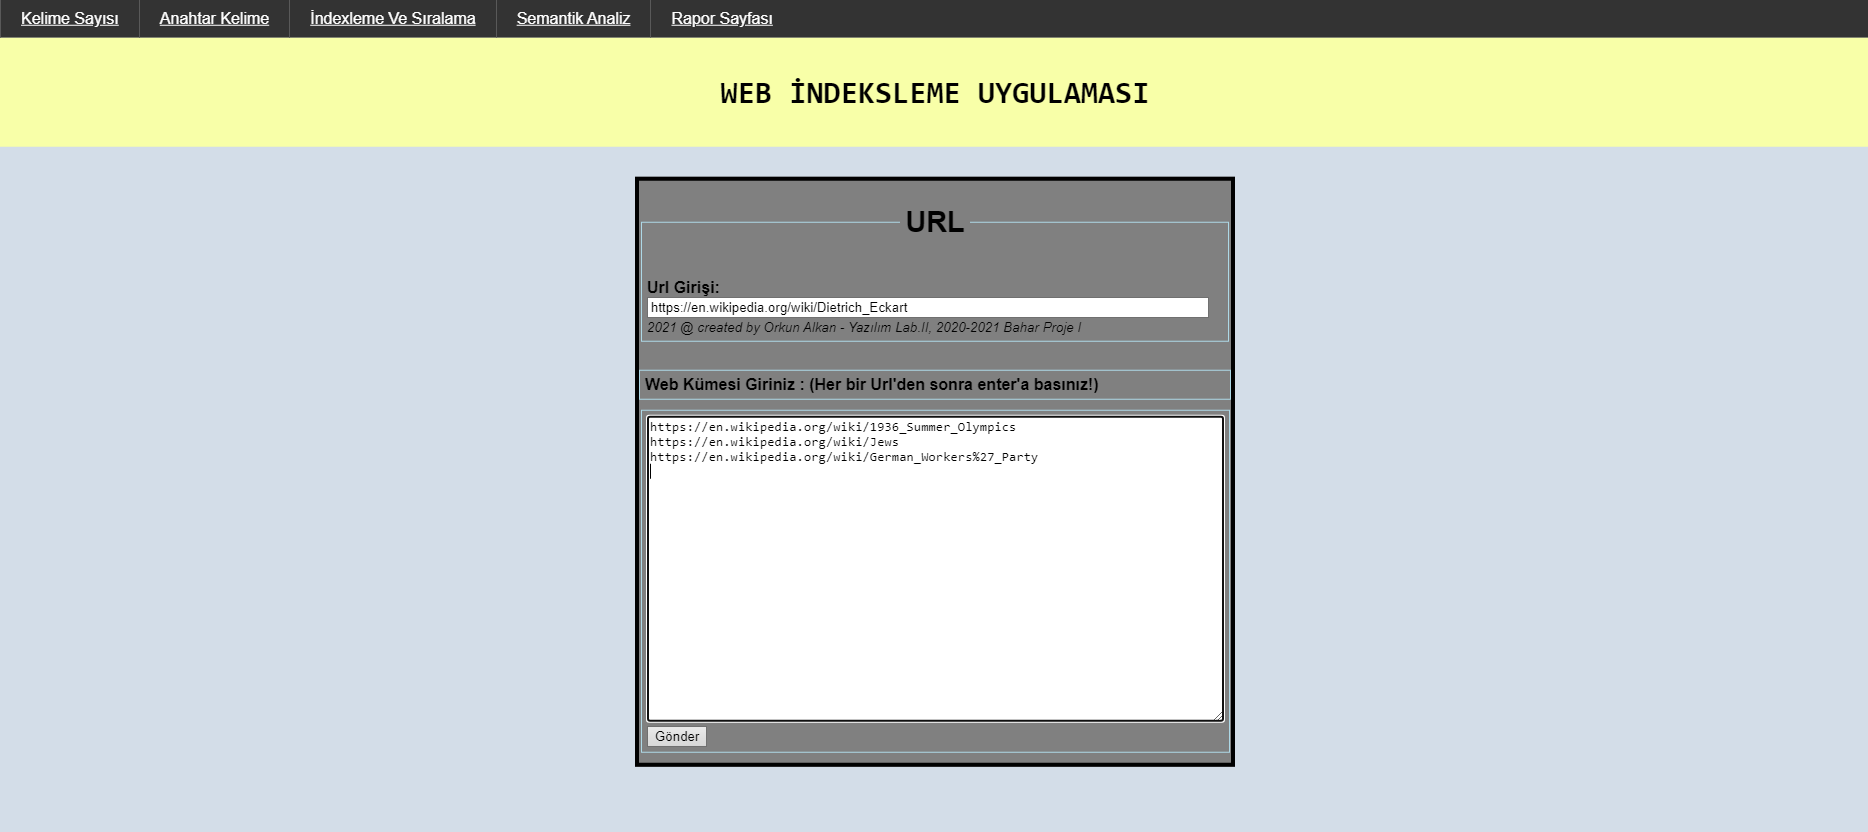 Kelime Sayısı Anahtar Kelime İndexleme Ve Sıralama Semantik Analiz Rapor Sayfası
WEB İNDEKSLEME UYGULAMASI
URL
Url Girişi:
https://en.wikipedia.org/wiki/Dietrich_Eckart
2021 @ created by Orkun Alkan - Yazılım Lab.II, 2020-2021 Bahar Proje I
Web Kümesi Giriniz : (Her bir Url'den sonra enter'a basınız!)
https://en.wikipedia.org/wiki/1936_Summer_Olympics
https://en.wikipedia.org/wiki/Jews
https://en.wikipedia.org/wiki/German_Workers%27_Party
Gönder